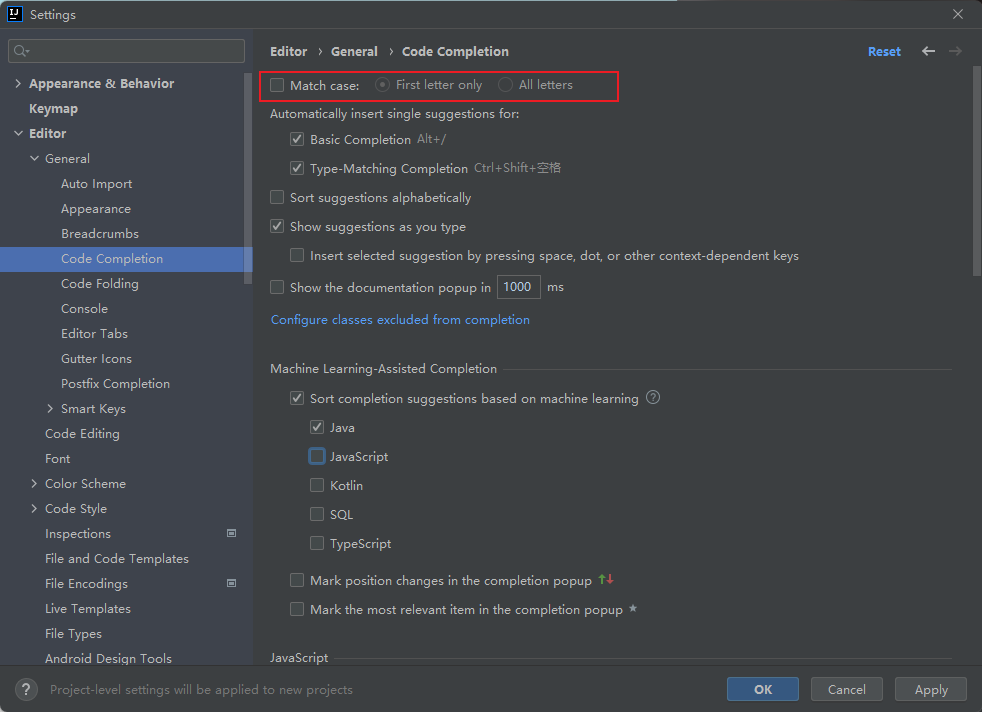 IJ Settings
Appearance & Behavior
Keymap
Editor
General
Auto Import
Appearance
Breadcrumbs
Code Completion
Code Folding
Console
Editor Tabs
Gutter Icons
Postfix Completion
Smart Keys
Code Editing
Font
Color Scheme
Code Style
Inspections
File and Code Templates
File Encodings
Live Templates
File Types
Android Design Tools
Editor › General › Code Completion Reset
Match case: First letter only All letters
Automatically insert single suggestions for:
Basic Completion Alt+/
Type-Matching Completion Ctrl+Shift+空格
Sort suggestions alphabetically
Show suggestions as you type
Insert selected suggestion by pressing space, dot, or other context-dependent keys
Show the documentation popup in 1000 ms
Configure classes excluded from completion
Machine Learning-Assisted Completion
Sort completion suggestions based on machine learning ?
Java
JavaScript
Kotlin
SQL
TypeScript
Mark position changes in the completion popup
Mark the most relevant item in the completion popup
JavaScript
? Project-level settings will be applied to new projects
OK Cancel Apply